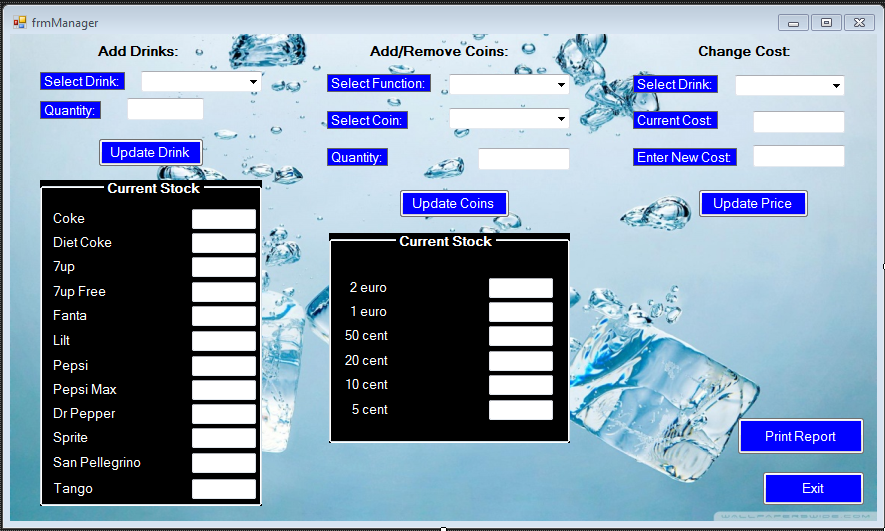 frmManager
Add Drinks:
Select Drink:
Quantity:
Update Drink
Current Stock
Coke
Diet Coke
7up
7up Free
Fanta
Lilt
Pepsi
Pepsi Max
Dr Pepper
Sprite
San Pellegrino
Tango
Add/Remove Coins:
Select Function:
Select Coin:
Quantity:
Update Coins
Current Stock
2 euro
1 euro
50 cent
20 cent
10 cent
5 cent
Change Cost:
Select Drink:
Current Cost:
Enter New Cost:
Update Price
Print Report
Exit
WALLPAPERSWIDE.COM